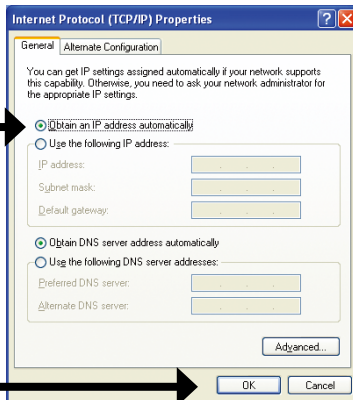 Internet Protocol (TCP/IP) Properties
General
Alternate Configuration
You can get IP settings assigned automatically if your network supports
this capability. Otherwise, you need to ask your network administrator for
the appropriate IP settings.
Obtain an IP address automatically
Use the following IP address:
IP address:
Subnet mask:
Default gateway:
Obtain DNS server address automatically
Use the following DNS server addresses:
Preferred DNS server:
Alternate DNS server:
Advanced...
OK
Cancel